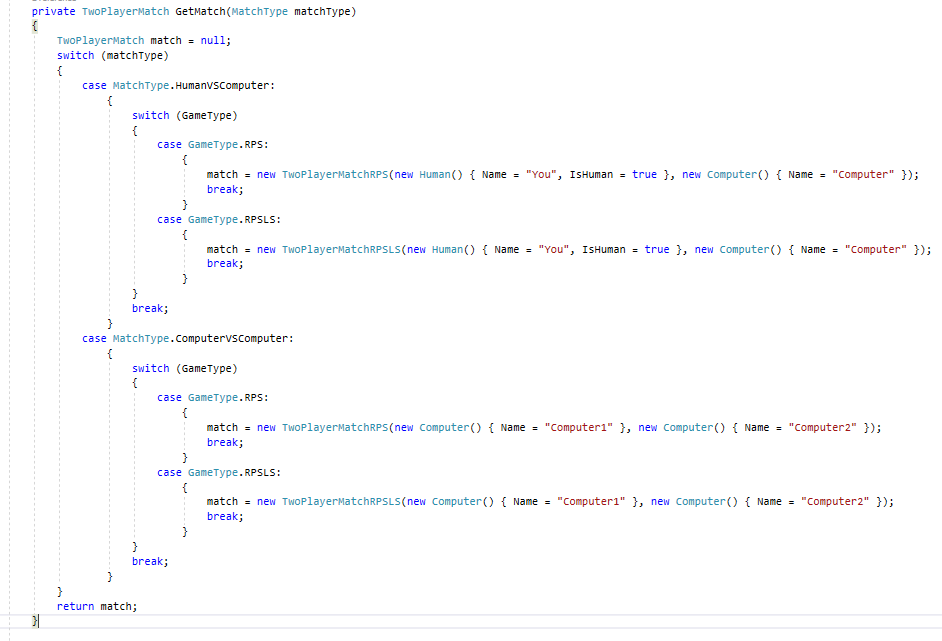 private TwoPlayerMatch GetMatch(MatchType matchType)
{
TwoPlayerMatch match = null;
switch (matchType)
{
case MatchType.HumanVSComputer:
{
switch (GameType)
{
case GameType.RPS:
{
match = new TwoPlayerMatchRPS(new Human() { Name = "You", IsHuman = true }, new Computer() { Name = "Computer" });
break;
}
case GameType.RPSLS:
{
match = new TwoPlayerMatchRPSLS(new Human() { Name = "You", IsHuman = true }, new Computer() { Name = "Computer" });
break;
}
}
break;
}
case MatchType.ComputerVSComputer:
{
switch (GameType)
{
case GameType.RPS:
{
match = new TwoPlayerMatchRPS(new Computer() { Name = "Computer1" }, new Computer() { Name = "Computer2" });
break;
}
case GameType.RPSLS:
{
match = new TwoPlayerMatchRPSLS(new Computer() { Name = "Computer1" }, new Computer() { Name = "Computer2" });
break;
}
}
break;
}
}
return match;
}